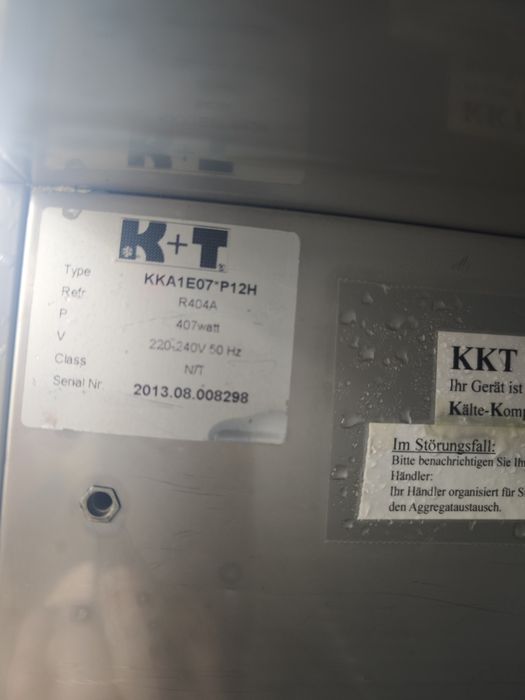 K+T
Type KKA1E07*P12H
Refr R404A
P 407watt
V 220-240V 50 Hz
Class N/T
Serial Nr. 2013.08.008298
KKT
Ihr Gerät ist
Kälte-Komp
Im Störungsfall:
Bitte benachrichtigen Sie Ihr
Händler:
Ihr Händler organisiert für S
den Aggregataustausch.